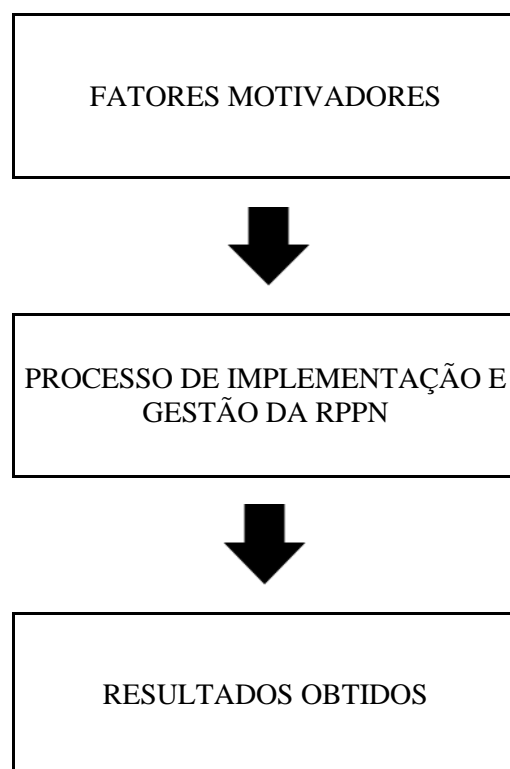 FATORES MOTIVADORES
PROCESSO DE IMPLEMENTAÇÃO E
GESTÃO DA RPPN
RESULTADOS OBTIDOS